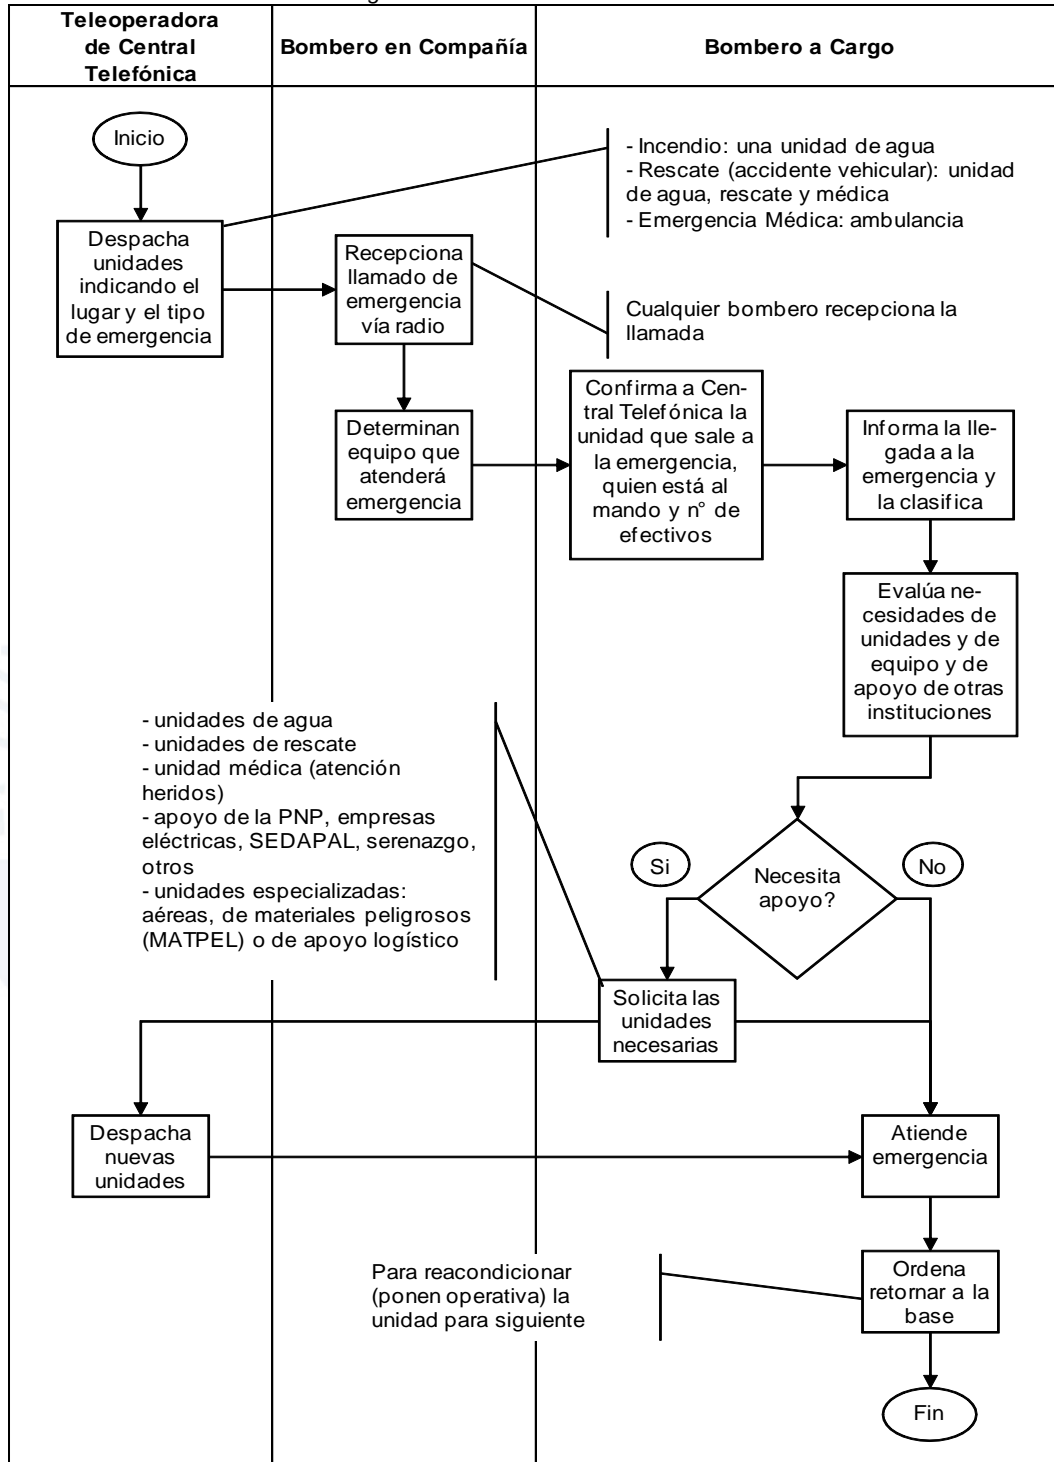 Teleoperadora
de Central
Telefónica
Bombero en Compañía
Bombero a Cargo
Inicio
- Incendio: una unidad de agua
- Rescate (accidente vehicular): unidad
de agua, rescate y médica
- Emergencia Médica: ambulancia
Despacha
unidades
indicando el
lugar y el tipo
de emergencia
Recepciona
llamado de
emergencia
vía radio
Cualquier bombero recepciona la
llamada
Determinan
equipo que
atenderá
emergencia
Confirma a Cen-
tral Telefónica la
unidad que sale a
la emergencia,
quien está al
mando y n° de
efectivos
Informa la lle-
gada a la
emergencia y
la clasifica
Evalúa ne-
cesidades de
unidades y de
equipo y de
apoyo de otras
instituciones
- unidades de agua
- unidades de rescate
- unidad médica (atención
heridos)
- apoyo de la PNP, empresas
eléctricas, SEDAPAL, serenazgo,
otros
- unidades especializadas:
aéreas, de materiales peligrosos
(MATPEL) o de apoyo logístico
Si
Necesita
apoyo?
No
Solicita las
unidades
necesarias
Despacha
nuevas
unidades
Atiende
emergencia
Para reacondicionar
(ponen operativa) la
unidad para siguiente
Ordena
retornar a la
base
Fin